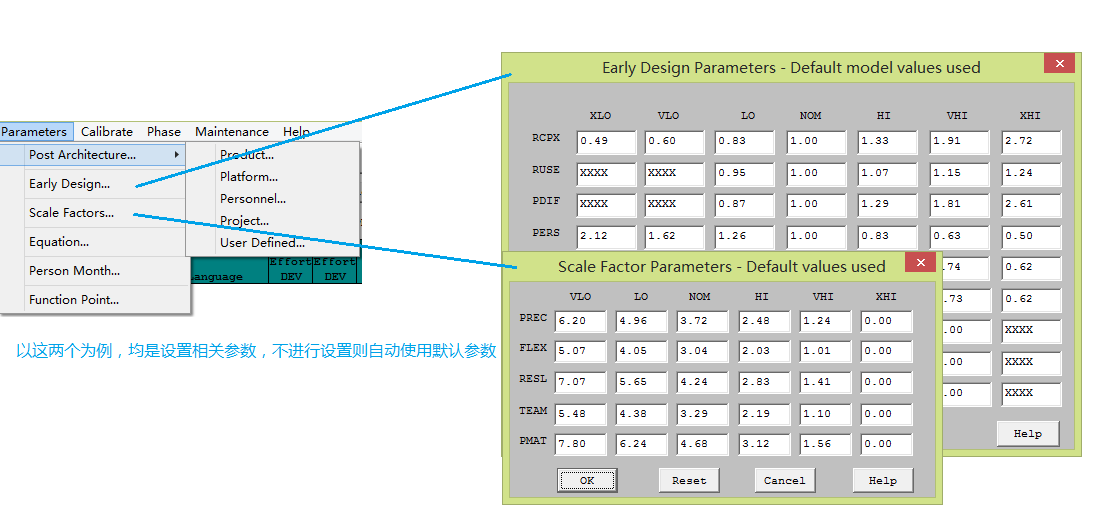 Parameters Calibrate Phase Maintenance Help
Post Architecture...
Early Design...
Scale Factors...
Equation...
Person Month...
Function Point...
Product...
Platform...
Personnel...
Project...
User Defined...
Effort Effort
Language DEV DEV
以这两个为例，均是设置相关参数，不进行设置则自动使用默认参数
Early Design Parameters - Default model values used
XLO VLO LO NOM HI VHI XHI
RCPX 0.49 0.60 0.83 1.00 1.33 1.91 2.72
RUSE XXXX XXXX 0.95 1.00 1.07 1.15 1.24
PDIF XXXX XXXX 0.87 1.00 1.29 1.81 2.61
PERS 2.12 1.62 1.26 1.00 0.83 0.63 0.50
.74 0.62
.73 0.62
.00 XXXX
.00 XXXX
.00 XXXX
Help
Scale Factor Parameters - Default values used
VLO LO NOM HI VHI XHI
PREC 6.20 4.96 3.72 2.48 1.24 0.00
FLEX 5.07 4.05 3.04 2.03 1.01 0.00
RESL 7.07 5.65 4.24 2.83 1.41 0.00
TEAM 5.48 4.38 3.29 2.19 1.10 0.00
PMAT 7.80 6.24 4.68 3.12 1.56 0.00
OK Reset Cancel Help